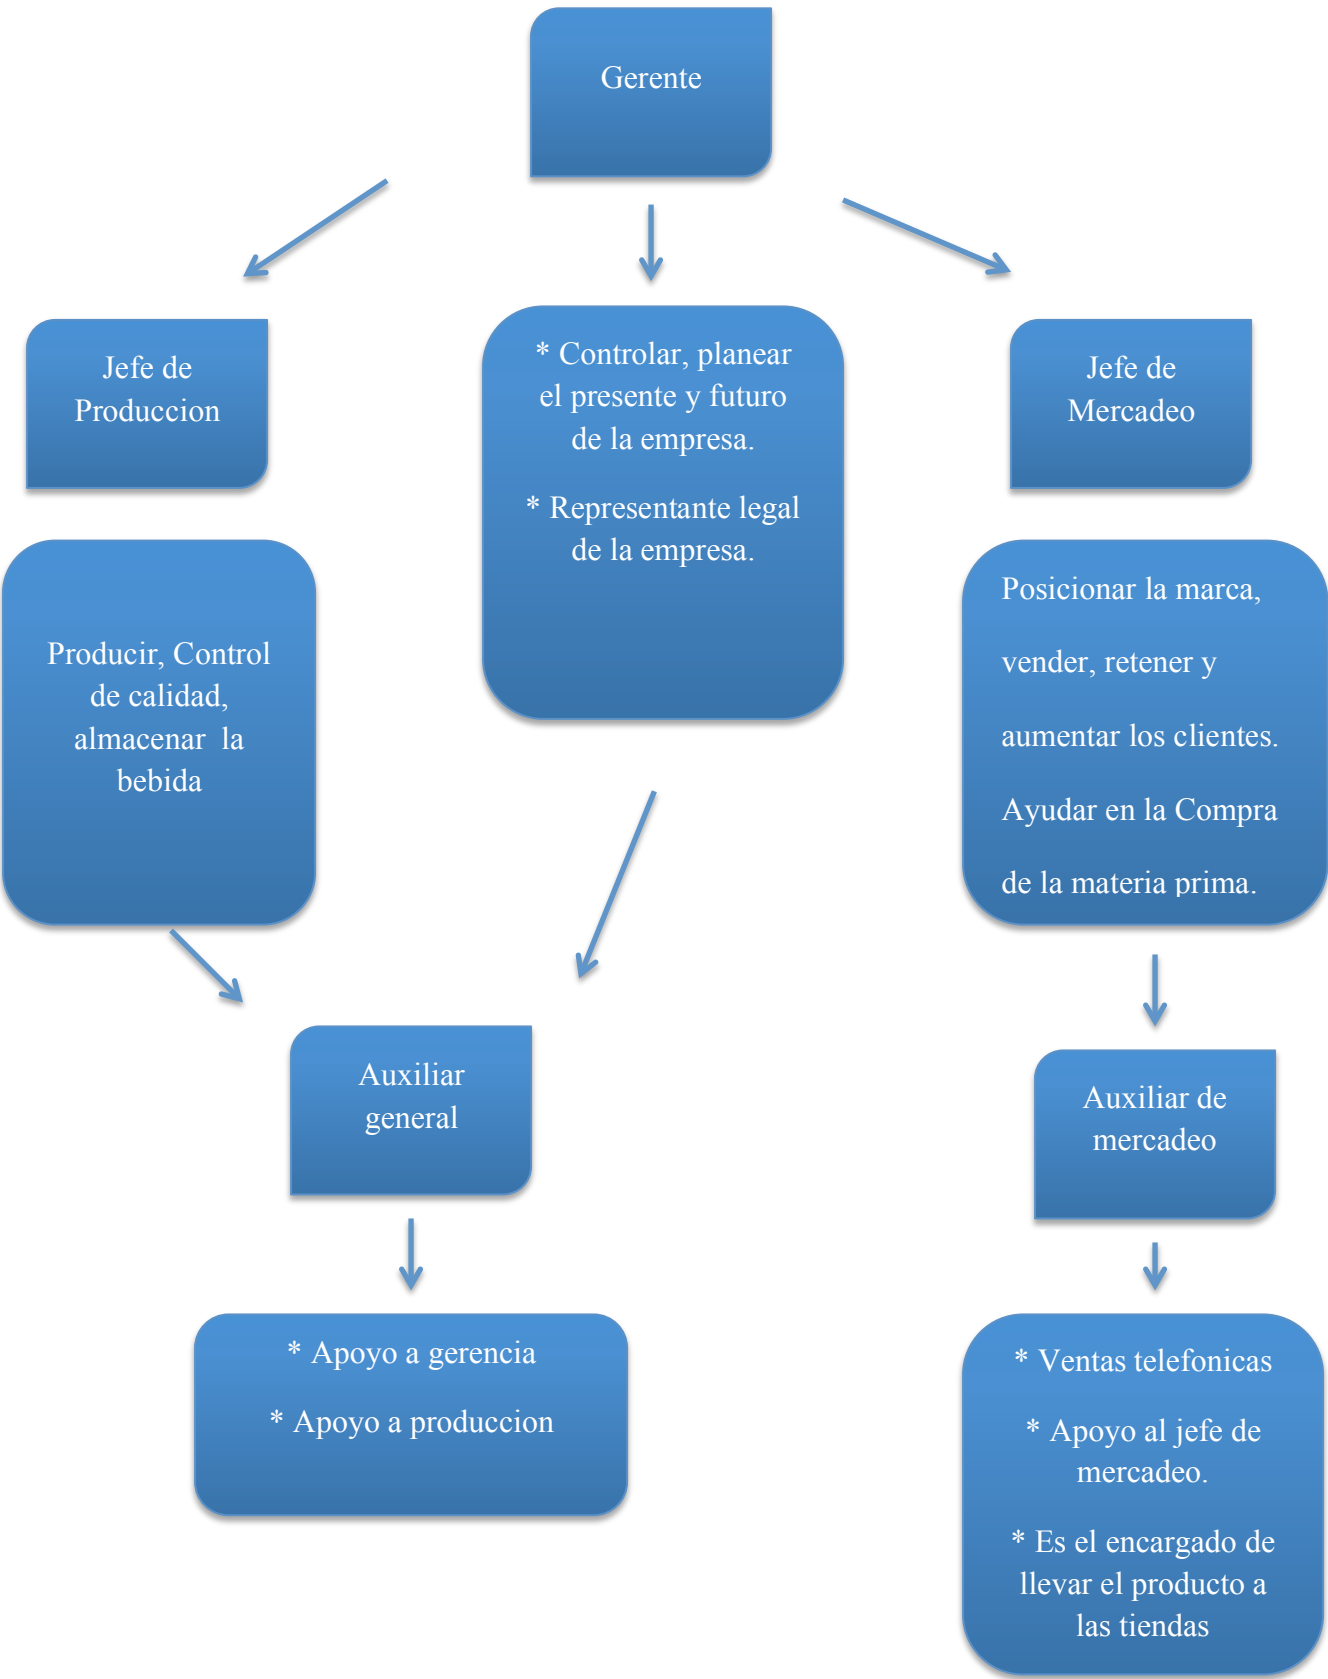 Gerente
Jefe de
Produccion
* Controlar, planear
el presente y futuro
de la empresa.
* Representante legal
de la empresa.
Jefe de
Mercadeo
Producir, Control
de calidad,
almacenar  la
bebida
Posicionar la marca,
vender, retener y
aumentar los clientes.
Ayudar en la Compra
de la materia prima.
Auxiliar
general
Auxiliar de
mercadeo
* Apoyo a gerencia
* Apoyo a produccion
* Ventas telefonicas
* Apoyo al jefe de
mercadeo.
* Es el encargado de
llevar el producto a
las tiendas